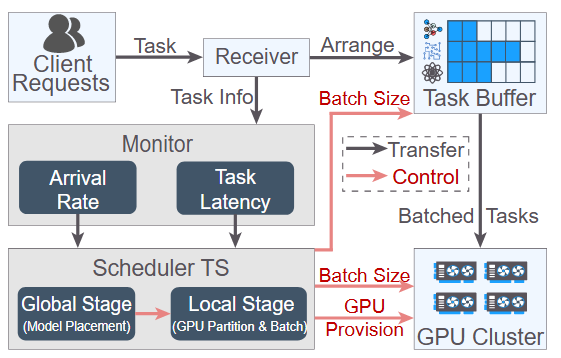 Client
Requests
Task
Receiver
Arrange
Task Buffer
Task Info
Batch Size
Monitor
Arrival
Rate
Task
Latency
Transfer
Control
Batched Tasks
Scheduler TS
Global Stage
(Model Placement)
Local Stage
(GPU Partition & Batch)
Batch Size
GPU
Provision
GPU Cluster